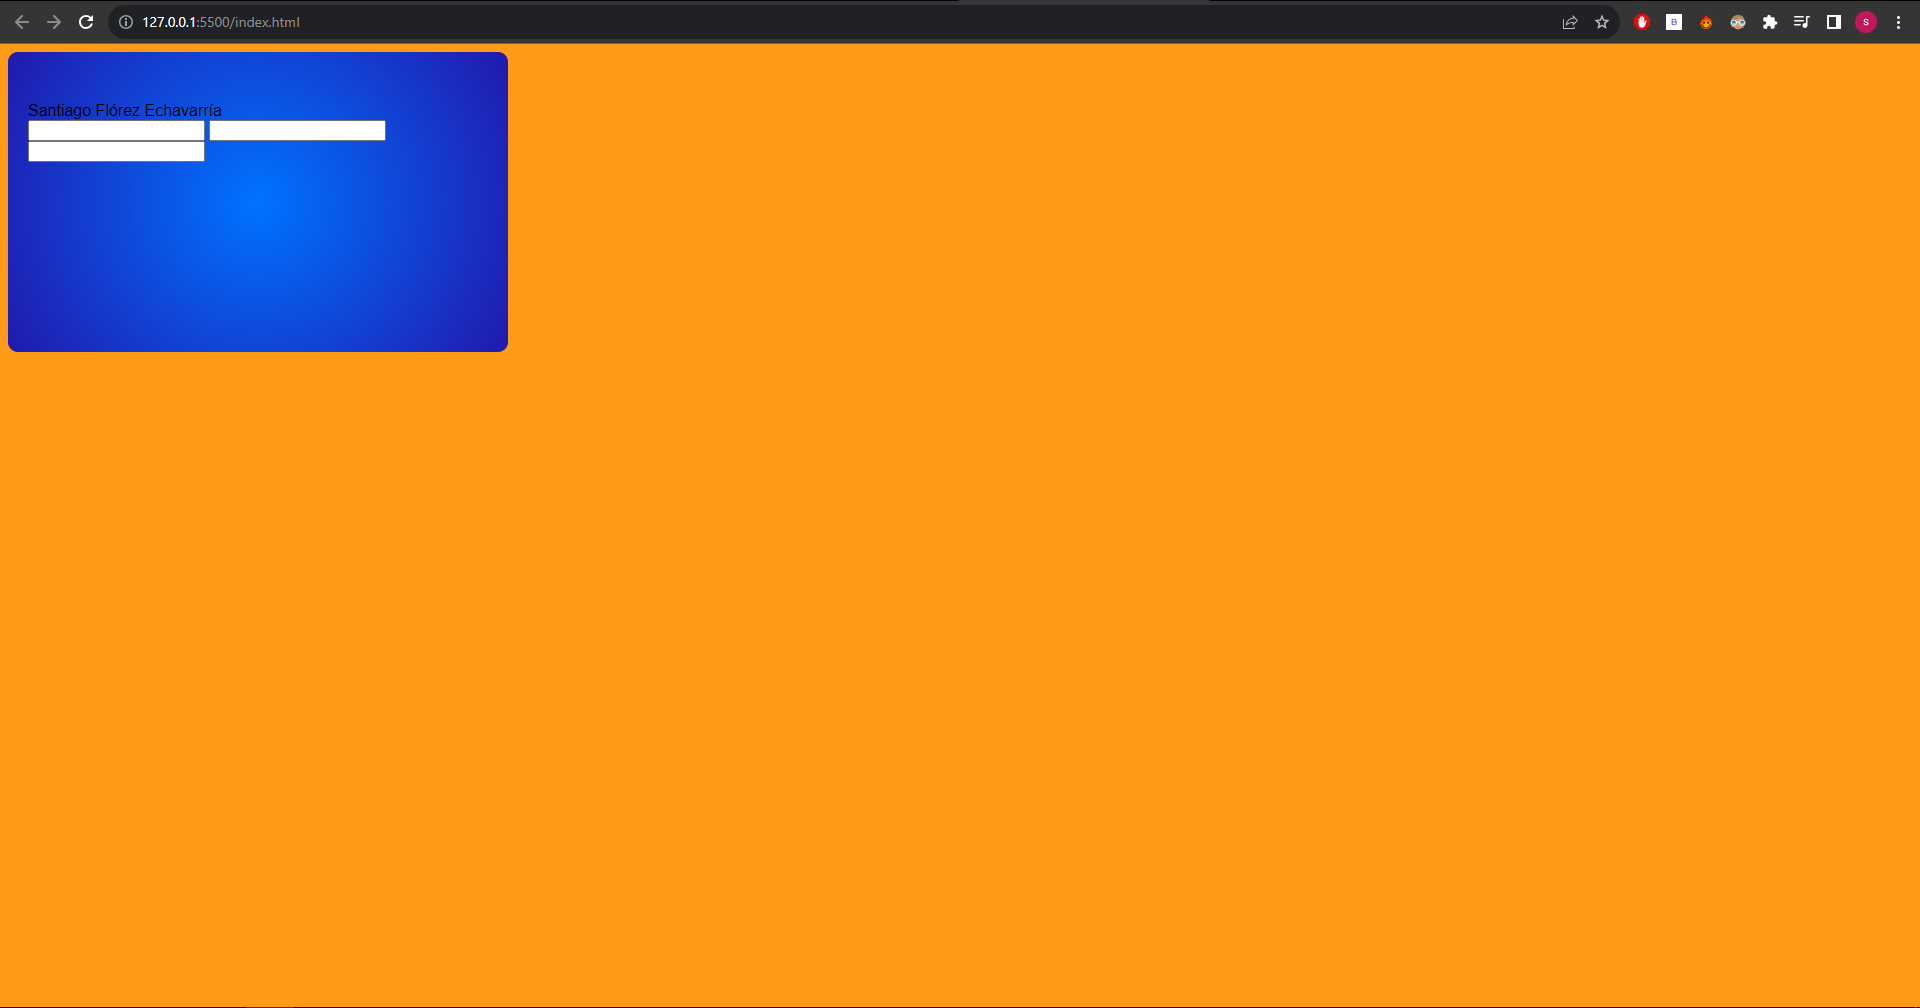 127.0.0.1:5500/index.html
B
S
Santiago Flórez Echavarría